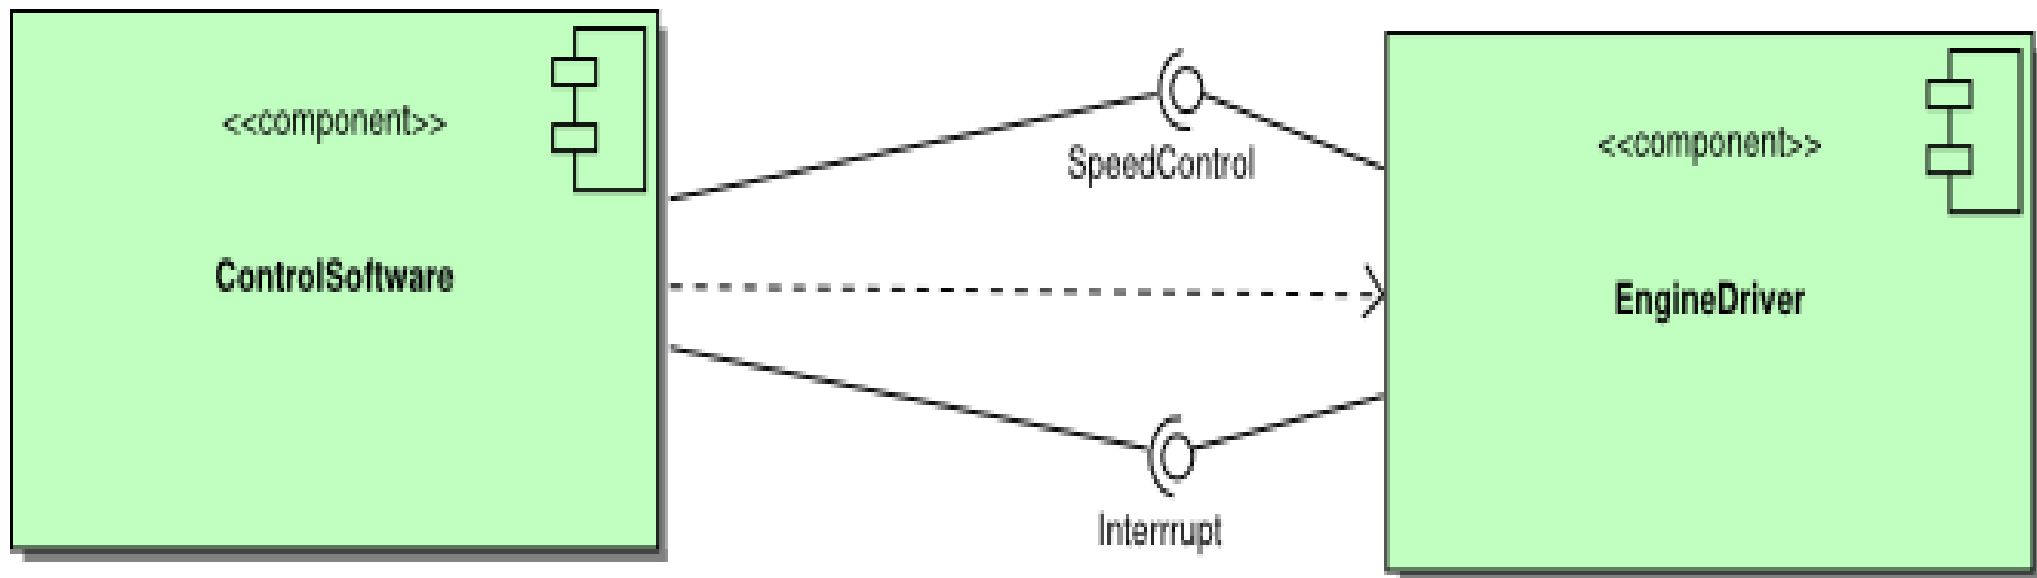 <<component>>
ControlSoftware
SpeedControl
Interrrupt
<<component>>
EngineDriver